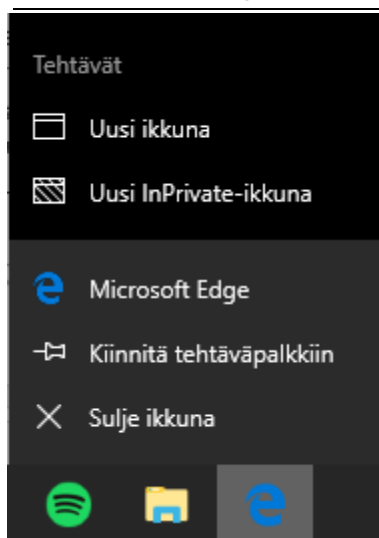 Tehtävät
Uusi ikkuna
Uusi InPrivate-ikkuna
Microsoft Edge
Kiinnitä tehtäväpalkkiin
Sulje ikkuna